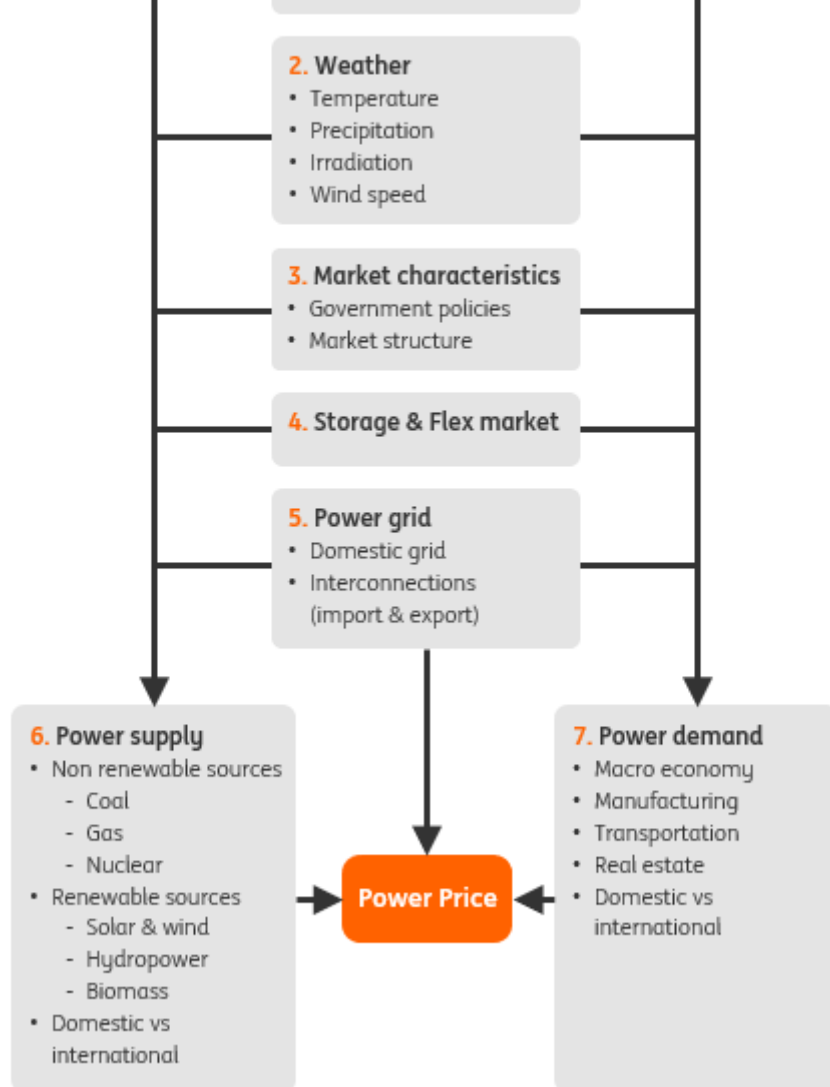 2. Weather
• Temperature
• Precipitation
• Irradiation
• Wind speed
3. Market characteristics
• Government policies
• Market structure
4. Storage & Flex market
5. Power grid
• Domestic grid
• Interconnections
(import & export)
6. Power supply
• Non renewable sources
- Coal
- Gas
- Nuclear
• Renewable sources
- Solar & wind
- Hydropower
- Biomass
• Domestic vs
international
Power Price
7. Power demand
• Macro economy
• Manufacturing
• Transportation
• Real estate
• Domestic vs
international